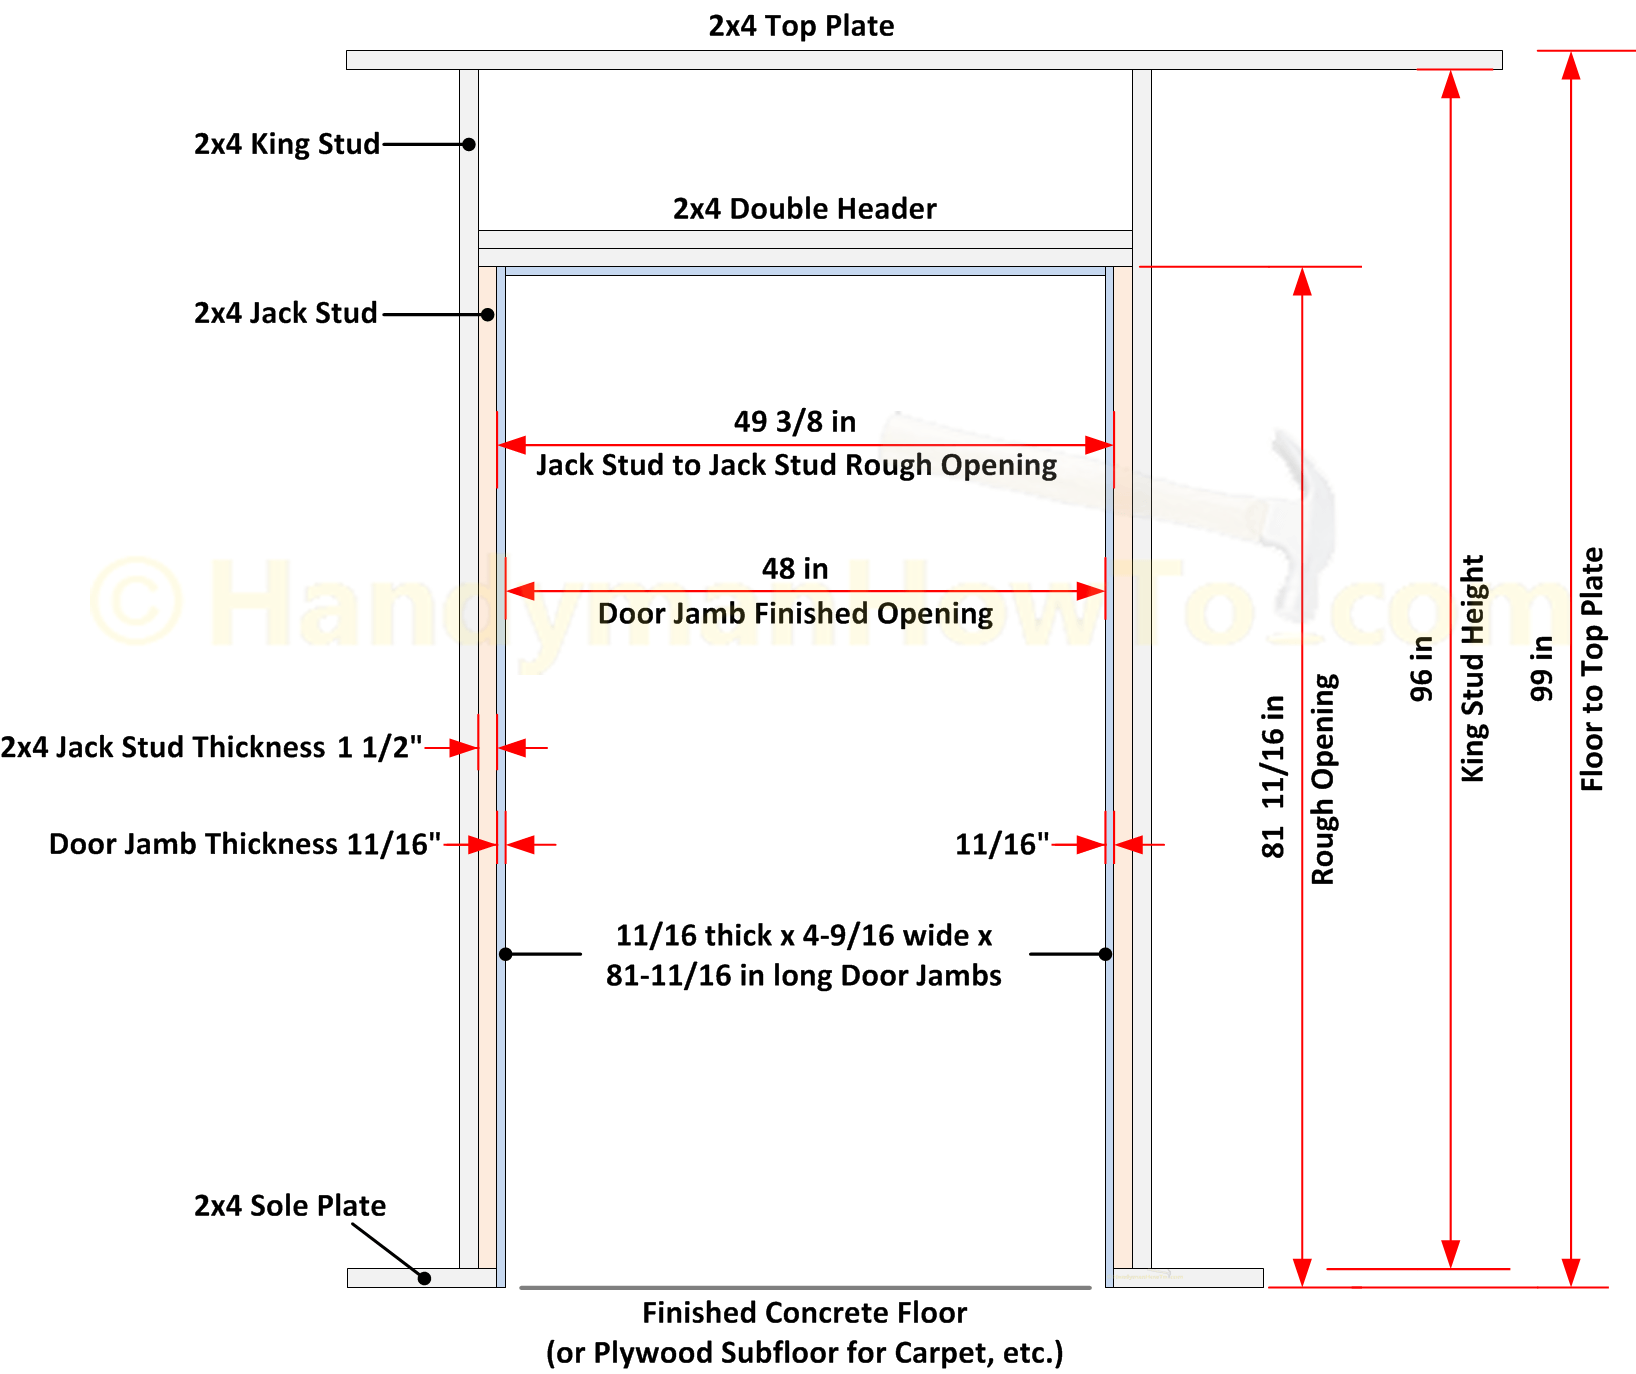 2x4 Top Plate
2x4 King Stud
2x4 Double Header
2x4 Jack Stud
49 3/8 in
Jack Stud to Jack Stud Rough Opening
48 in
Door Jamb Finished Opening
© HandymanHowTo.com
2x4 Jack Stud Thickness 1 1/2"
Door Jamb Thickness 11/16"
11/16"
11/16 thick x 4-9/16 wide x
81-11/16 in long Door Jambs
81 11/16 in
Rough Opening
96 in
King Stud Height
99 in
Floor to Top Plate
2x4 Sole Plate
Finished Concrete Floor
(or Plywood Subfloor for Carpet, etc.)